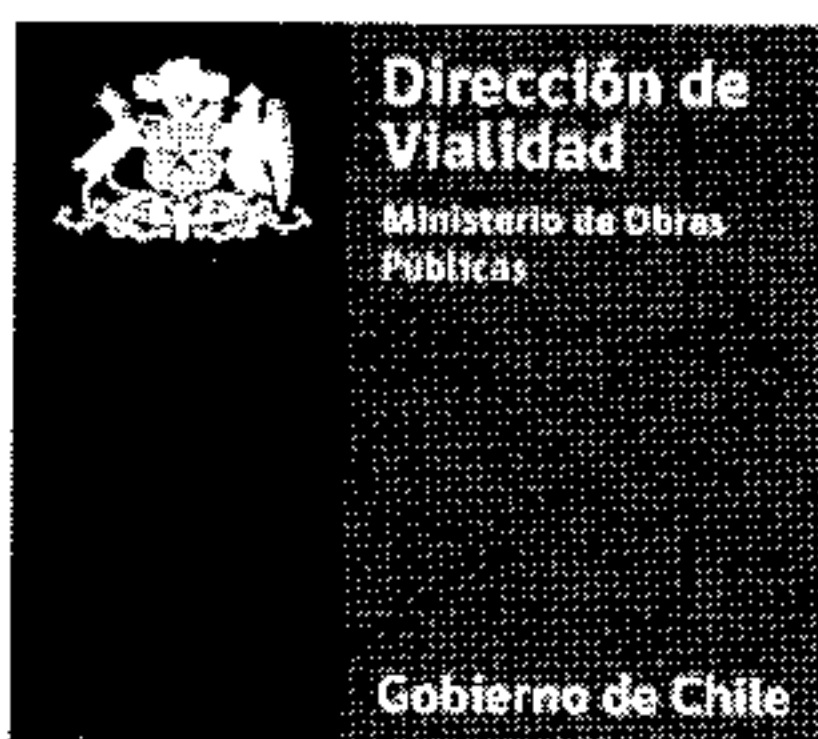 Dirección de
Vialidad
Ministerio de Obras
Públicas
Gobierno de Chile